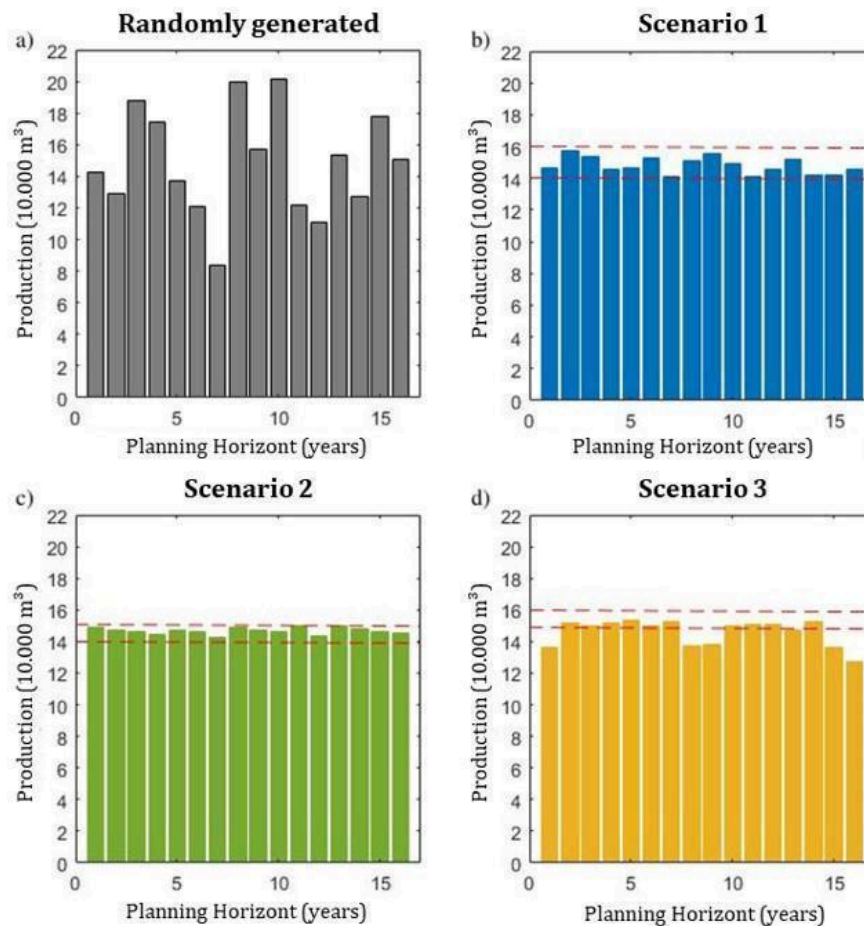 Randomly generated
a)
22
20
18
16
14
12
10
8
6
4
2
0
Production (10.000 m³)
0 5 10 15
Planning Horizont (years)
Scenario 1
b)
22
20
18
16
14
12
10
8
6
4
2
0
Production (10.000 m³)
0 5 10 15
Planning Horizont (years)
Scenario 2
c)
22
20
18
16
14
12
10
8
6
4
2
0
Production (10.000 m³)
0 5 10 15
Planning Horizont (years)
Scenario 3
d)
22
20
18
16
14
12
10
8
6
4
2
0
Production (10.000 m³)
0 5 10 15
Planning Horizont (years)